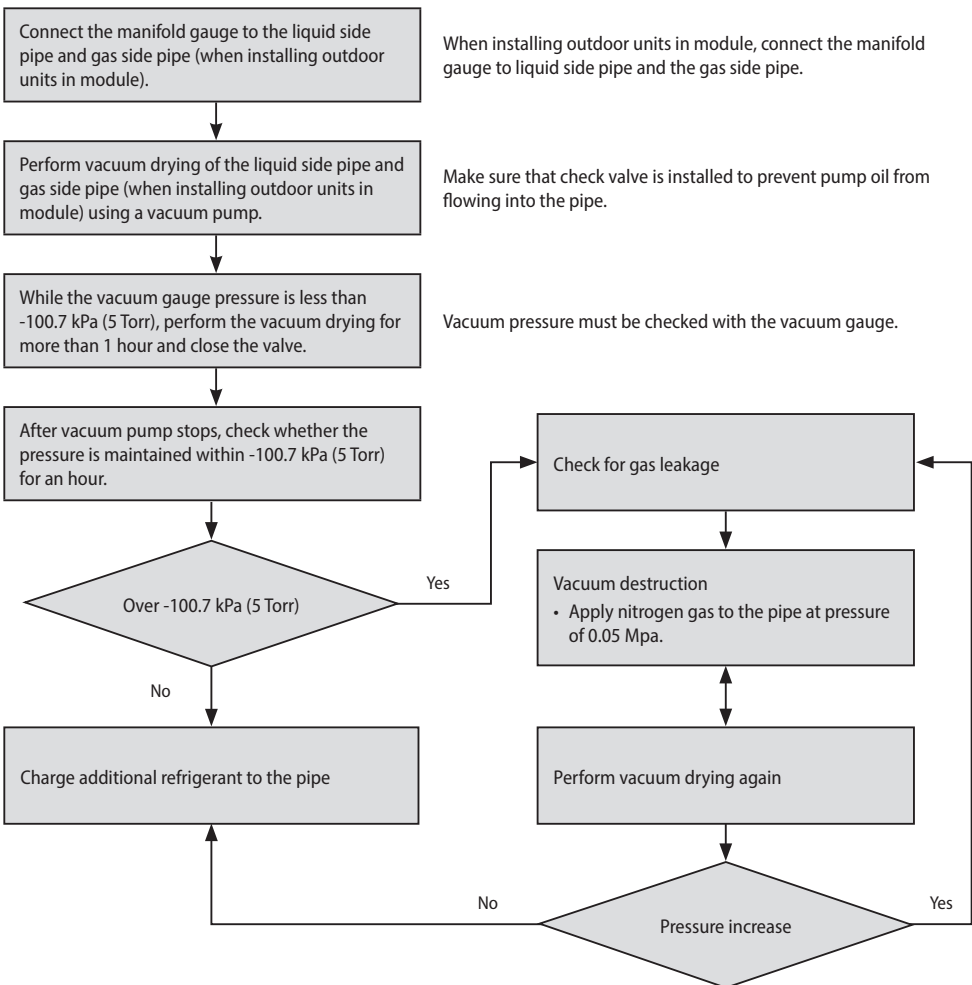 Connect the manifold gauge to the liquid side
pipe and gas side pipe (when installing outdoor
units in module).
When installing outdoor units in module, connect the manifold
gauge to liquid side pipe and the gas side pipe.
Perform vacuum drying of the liquid side pipe and
gas side pipe (when installing outdoor units in
module) using a vacuum pump.
Make sure that check valve is installed to prevent pump oil from
flowing into the pipe.
While the vacuum gauge pressure is less than
-100.7 kPa (5 Torr), perform the vacuum drying for
more than 1 hour and close the valve.
Vacuum pressure must be checked with the vacuum gauge.
After vacuum pump stops, check whether the
pressure is maintained within -100.7 kPa (5 Torr)
for an hour.
Check for gas leakage
Over -100.7 kPa (5 Torr)
Yes
No
Vacuum destruction
• Apply nitrogen gas to the pipe at pressure
of 0.05 Mpa.
Charge additional refrigerant to the pipe
Perform vacuum drying again
Pressure increase
No
Yes